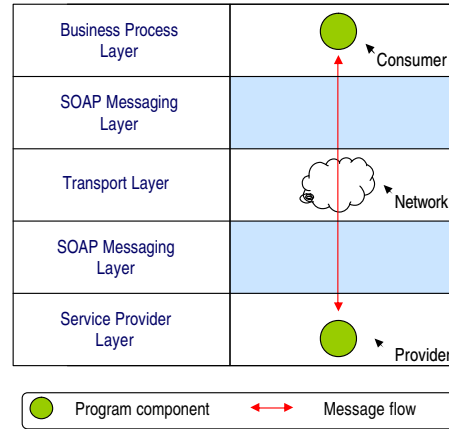 Business Process
Layer
Consumer
SOAP Messaging
Layer
Transport Layer
Network
SOAP Messaging
Layer
Service Provider
Layer
Provider
Program component
Message flow